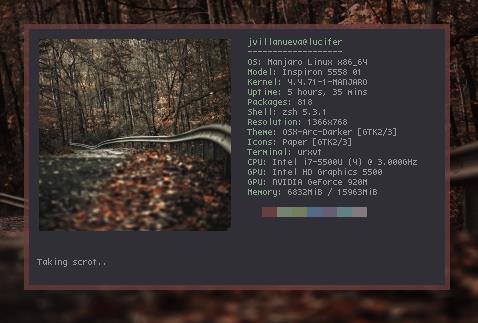 jvillanueva@lucifer
-------------------
OS: Manjaro Linux x86_64
Model: Inspiron 5558 01
Kernel: 4.4.71-1-MANJARO
Uptime: 5 hours, 35 mins
Packages: 818
Shell: zsh 5.3.1
Resolution: 1366x768
Theme: OSX-Arc-Darker [GTK2/3]
Icons: Paper [GTK2/3]
Terminal: urxvt
CPU: Intel i7-5500U (4) @ 3.000GHz
GPU: Intel HD Graphics 5500
GPU: NVIDIA GeForce 920M
Memory: 6832MiB / 15963MiB
Taking scrot..